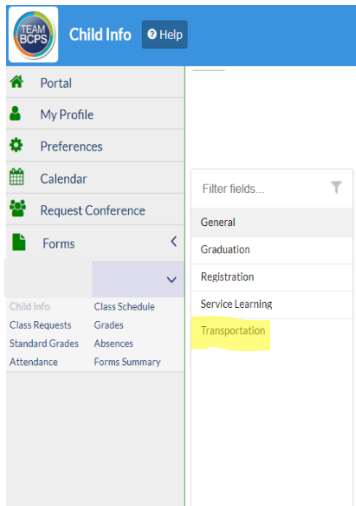 TEAM
BCPS
Child Info
? Help
Portal
My Profile
Preferences
Calendar
Request Conference
Forms
Child Info Class Schedule
Class Requests Grades
Standard Grades Absences
Attendance Forms Summary
Filter fields...
General
Graduation
Registration
Service Learning
Transportation